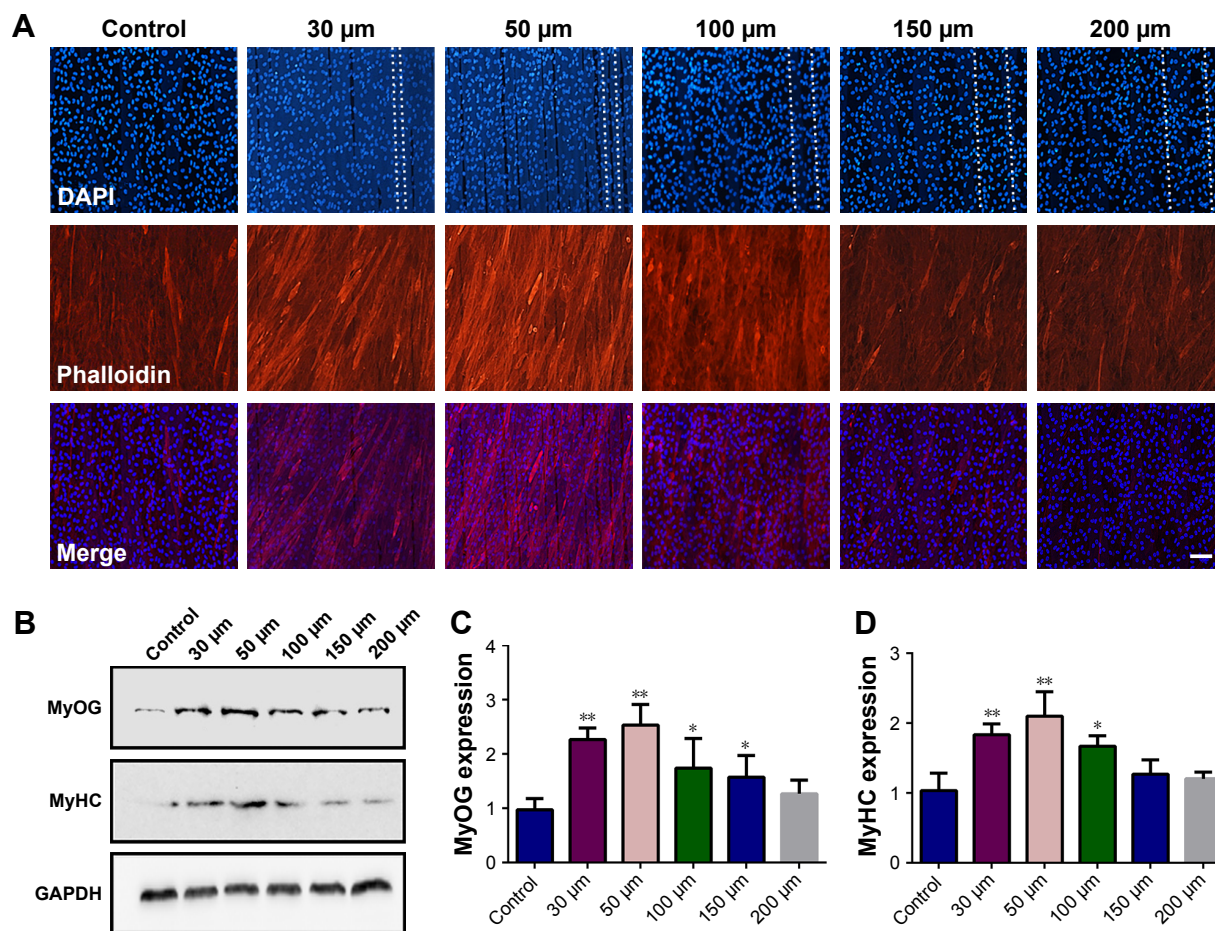 A
Control 30 µm 50 µm 100 µm 150 µm 200 µm
DAPI
Phalloidin
Merge
B
Control 30 µm 50 µm 100 µm 150 µm 200 µm
MyOG
MyHC
GAPDH
C
MyOG expression
4
3
2
1
0
** ** * *
Control 30 µm 50 µm 100 µm 150 µm 200 µm
D
MyHC expression
3
2
1
0
** ** *
Control 30 µm 50 µm 100 µm 150 µm 200 µm